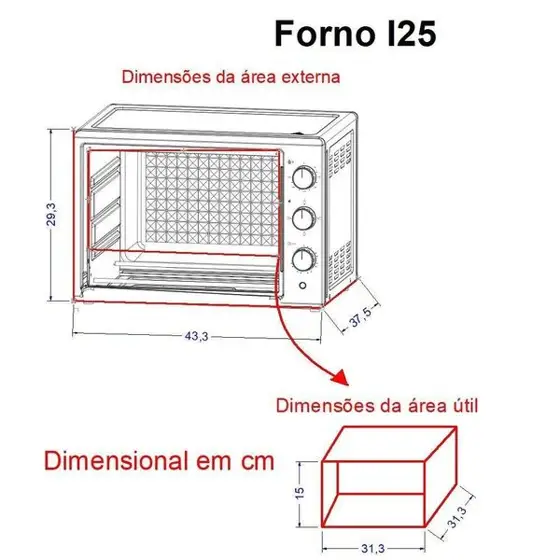 Forno I25
Dimensões da área externa
29,3
43,3
37,5
Dimensões da área útil
Dimensional em cm
15
31,3
31,3